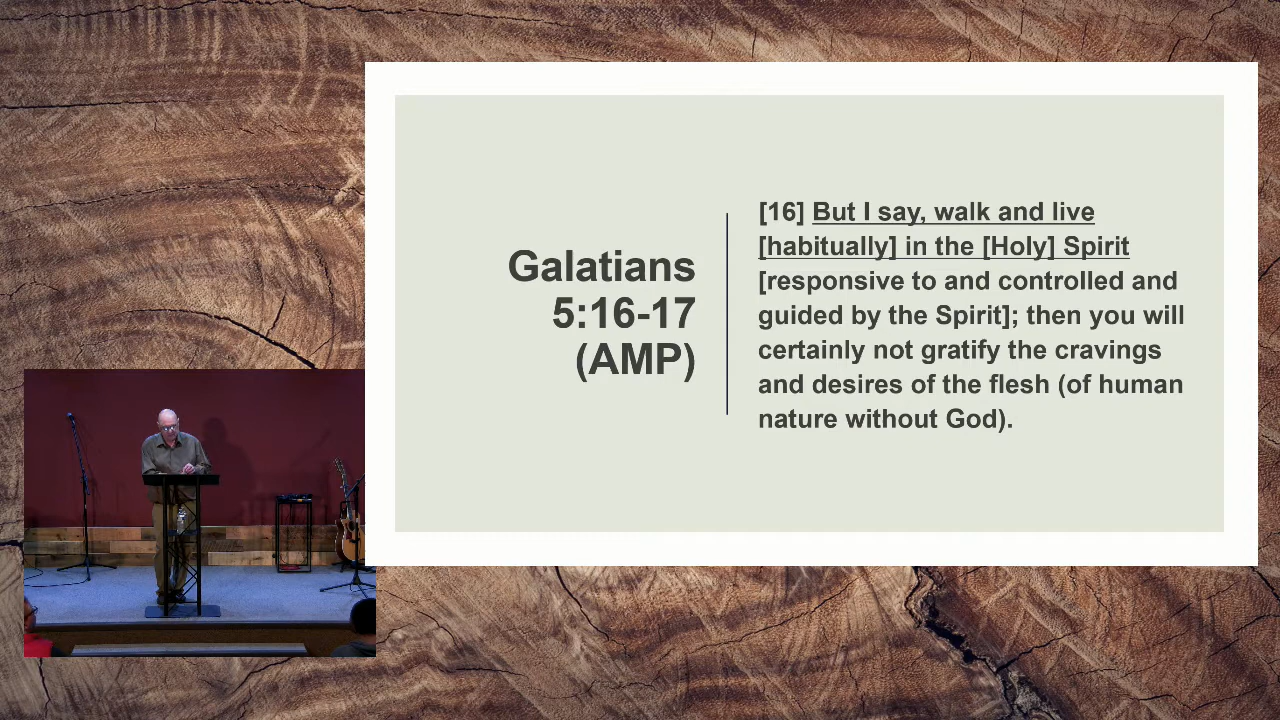 Galatians
5:16-17
(AMP)
[16] But I say, walk and live
[habitually] in the [Holy] Spirit
[responsive to and controlled and
guided by the Spirit]; then you will
certainly not gratify the cravings
and desires of the flesh (of human
nature without God).